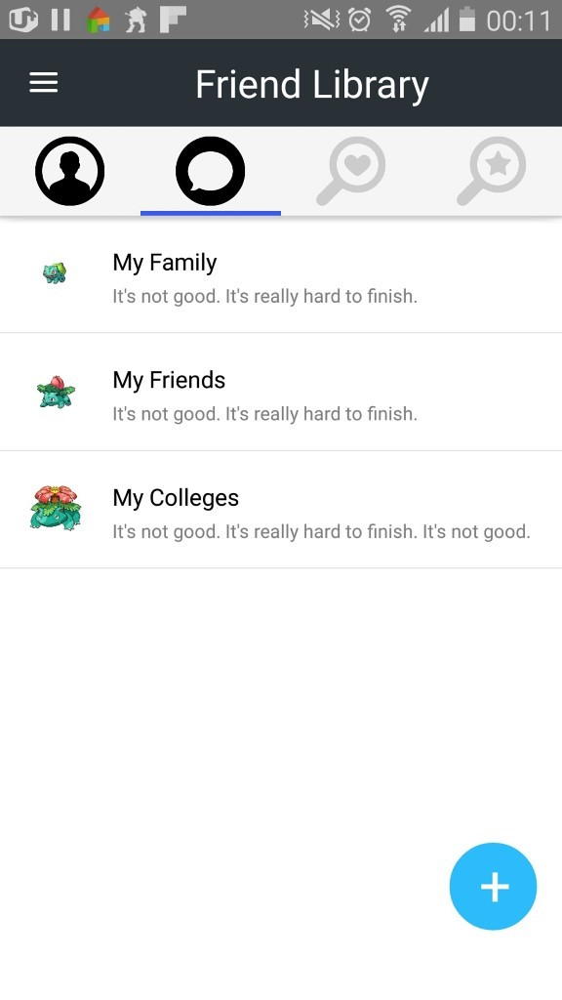 00:11
Friend Library
My Family
It's not good. It's really hard to finish.
My Friends
It's not good. It's really hard to finish.
My Colleges
It's not good. It's really hard to finish. It's not good.